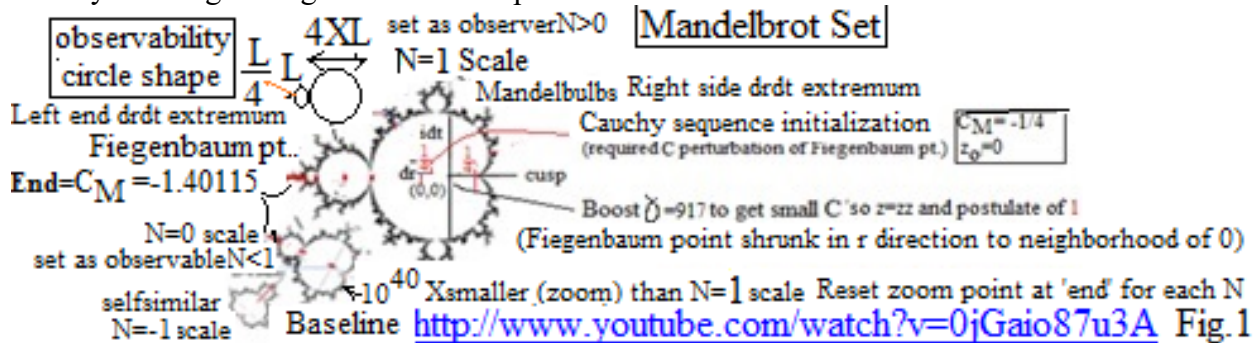 observability
circle shape
L
4
L
4XL
set as observerN>0
N=1 Scale
Mandelbrot Set
Left end drdt extremum
Mandelbulbs
Right side drdt extremum
Fiegenbaum pt..
End=C_M=-1.40115
idt
dr
(0,0)
cusp
Cauchy sequence initialization
(required C perturbation of Fiegenbaum pt.)
C_M= -1/4
z_o=0
=917 to get small C so z=zz and postulate of 1
Boost
(Fiegenbaum point shrunk in r direction to neighborhood of 0)
N=0 scale
set as observableN<1
selfsimilar
N=-1 scale
10^40 Xsmaller (zoom) than N=1 scale Reset zoom point at 'end' for each N
Baseline http://www.youtube.com/watch?v=0jGaio87u3A Fig.1